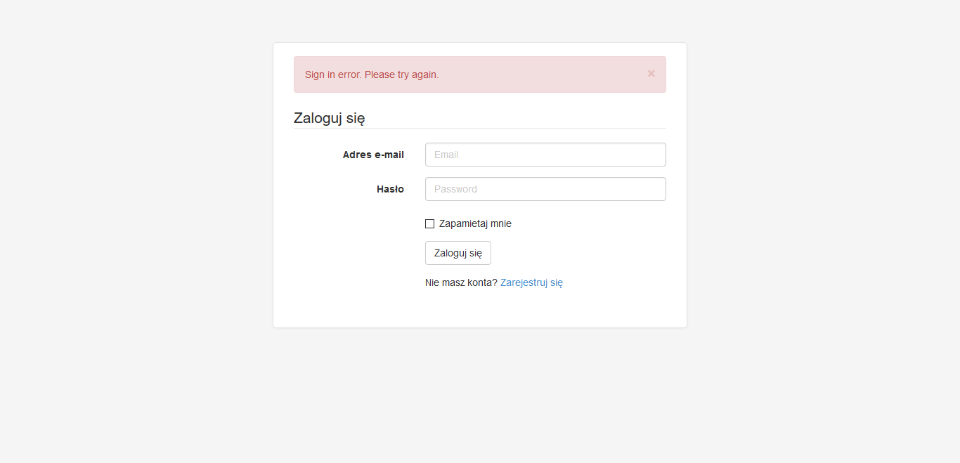 Sign in error. Please try again. ×
Zaloguj się
Adres e-mail Email
Hasło Password
Zapamietaj mnie
Zaloguj się
Nie masz konta? Zarejestruj się